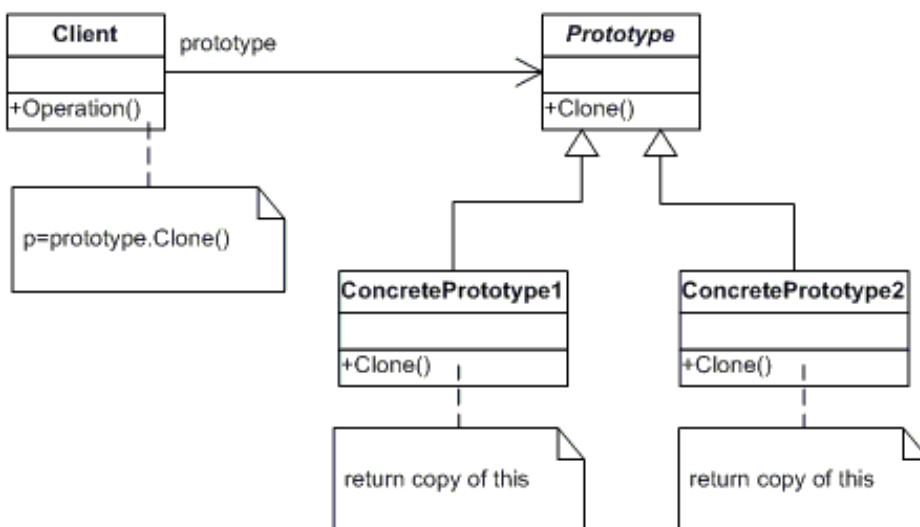 Client
prototype
Prototype
+Operation()
+Clone()
p=prototype.Clone()
ConcretePrototype1
ConcretePrototype2
+Clone()
+Clone()
return copy of this
return copy of this